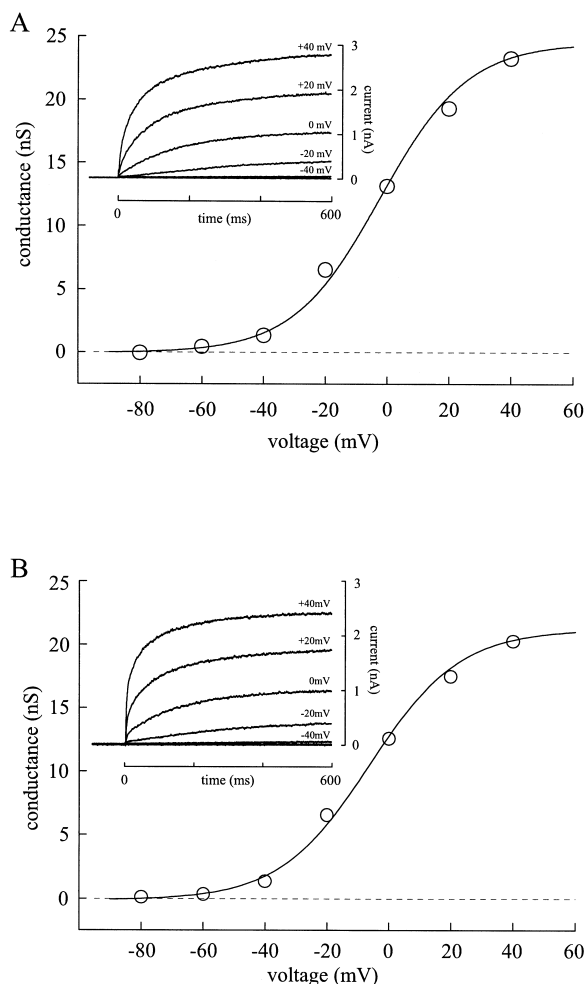 A
25
20
15
10
5
0
conductance (nS)
+40 mV
+20 mV
0 mV
-20 mV
-40 mV
3
2
1
0
current (nA)
0
600
time (ms)
-80
-60
-40
-20
0
20
40
60
voltage (mV)
B
25
20
15
10
5
0
conductance (nS)
+40mV
+20mV
0mV
-20mV
-40mV
3
2
1
0
current (nA)
0
time (ms)
600
-80
-60
-40
-20
0
20
40
60
voltage (mV)